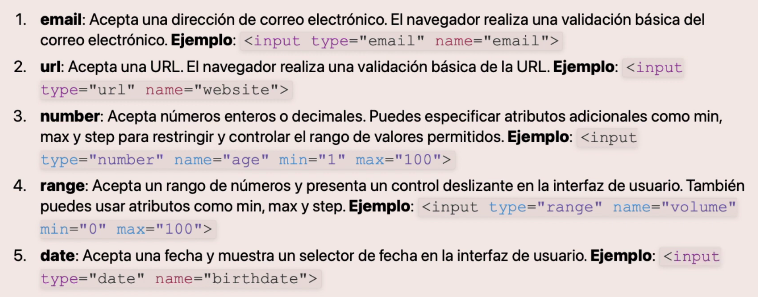 1. email: Acepta una dirección de correo electrónico. El navegador realiza una validación básica del
correo electrónico. Ejemplo: <input type="email" name="email">
2. url: Acepta una URL. El navegador realiza una validación básica de la URL. Ejemplo: <input
type="url" name="website">
3. number: Acepta números enteros o decimales. Puedes especificar atributos adicionales como min,
max y step para restringir y controlar el rango de valores permitidos. Ejemplo: <input
type="number" name="age" min="1" max="100">
4. range: Acepta un rango de números y presenta un control deslizante en la interfaz de usuario. También
puedes usar atributos como min, max y step. Ejemplo: <input type="range" name="volume"
min="0" max="100">
5. date: Acepta una fecha y muestra un selector de fecha en la interfaz de usuario. Ejemplo: <input
type="date" name="birthdate">